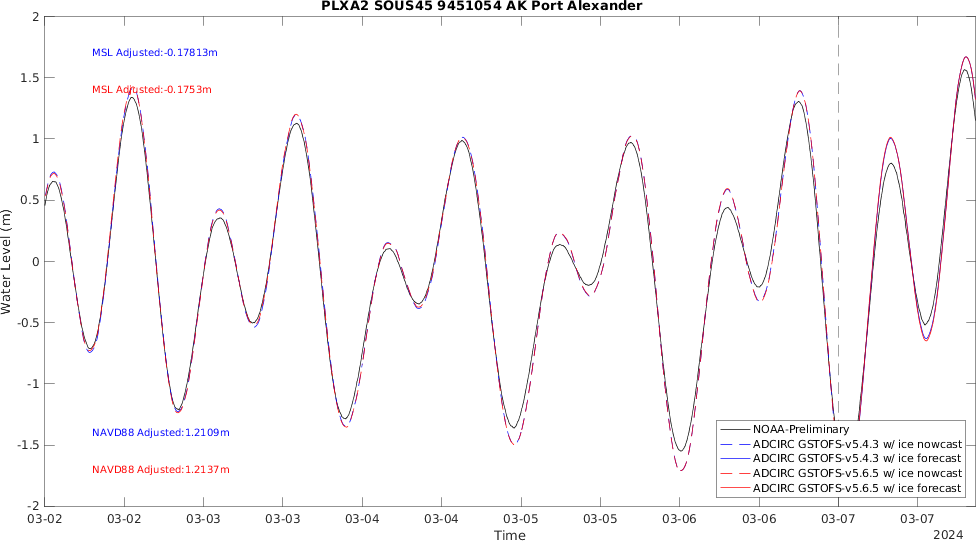 PLXA2 SOUS45 9451054 AK Port Alexander
2
1.5
1
0.5
0
-0.5
-1
-1.5
-2
Water Level (m)
MSL Adjusted:-0.17813m
MSL Adjusted:-0.1753m
NAVD88 Adjusted:1.2109m
NAVD88 Adjusted:1.2137m
NOAA-Preliminary
ADCIRC GSTOFS-v5.4.3 w/ ice nowcast
ADCIRC GSTOFS-v5.4.3 w/ ice forecast
ADCIRC GSTOFS-v5.6.5 w/ ice nowcast
ADCIRC GSTOFS-v5.6.5 w/ ice forecast
03-02 03-02 03-03 03-03 03-04 03-04 03-05 03-05 03-06 03-06 03-07 03-07
Time
2024